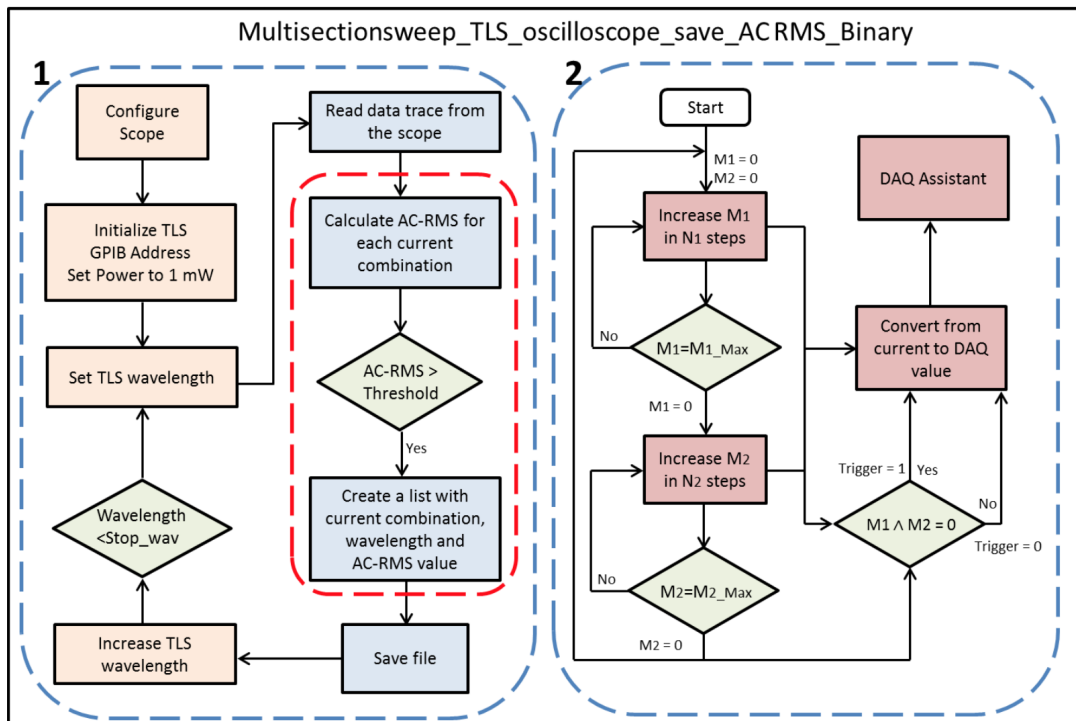 Multisectionsweep_TLS_oscilloscope_save_AC RMS_Binary
1
Configure
Scope
Initialize TLS
GPIB Address
Set Power to 1 mW
Set TLS wavelength
Wavelength
<Stop_wav
Increase TLS
wavelength
Read data trace from
the scope
Calculate AC-RMS for
each current
combination
AC-RMS >
Threshold
Yes
Create a list with
current combination,
wavelength and
AC-RMS value
Save file
2
Start
M1 = 0
M2 = 0
Increase M1
in N1 steps
No
M1=M1_Max
M1 = 0
Increase M2
in N2 steps
No
M2=M2_Max
M2 = 0
DAQ Assistant
Convert from
current to DAQ
value
Trigger = 1
Yes
No
M1 ∧ M2 = 0
Trigger = 0